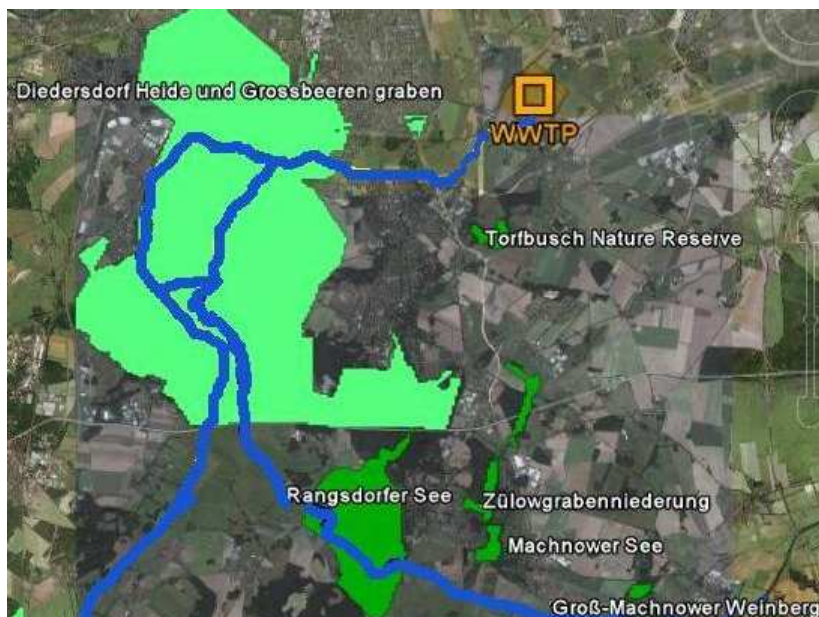 Diedersdorf Heide und Grossbeeren graben
WWTP
Torfbusch Nature Reserve
Rangsdorfer See
Zülowgrabenniederung
Machnower See
Groß-Machnower Weinberg